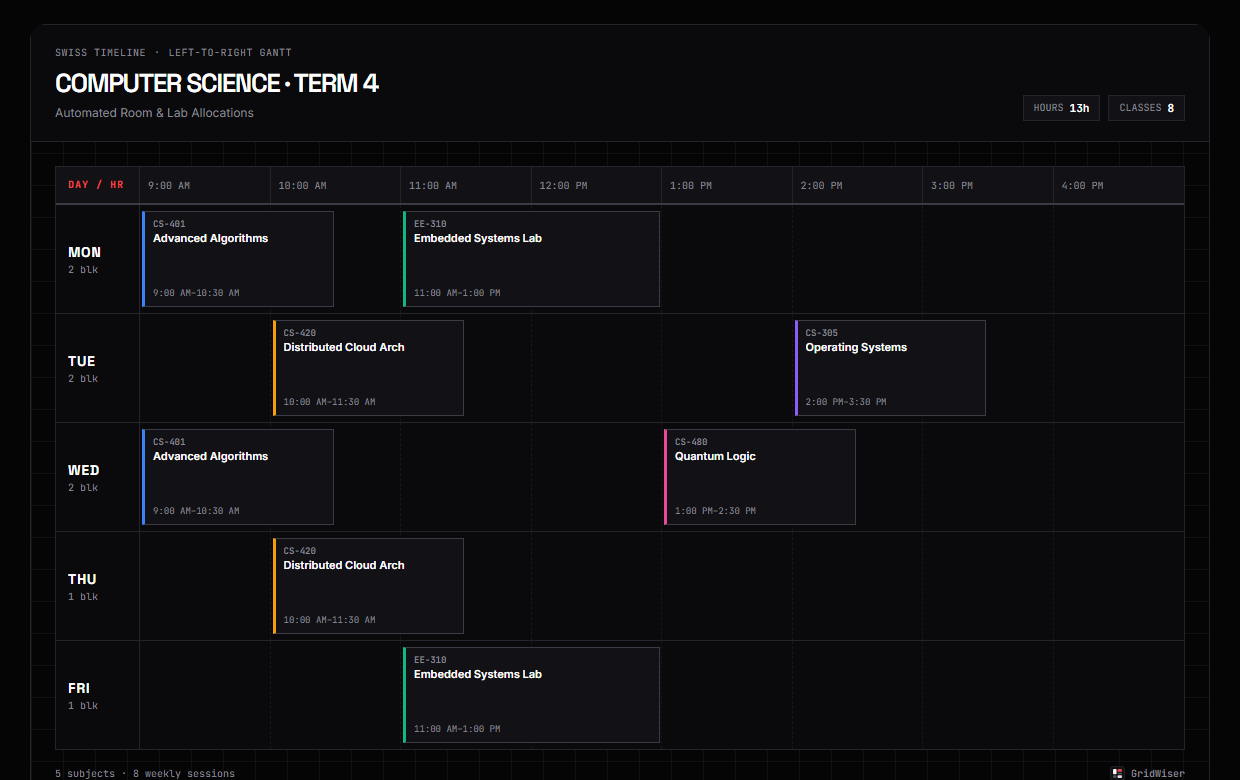 SWISS TIMELINE · LEFT-TO-RIGHT GANTT
COMPUTER SCIENCE · TERM 4
Automated Room & Lab Allocations
HOURS 13h CLASSES 8
DAY / HR 9:00 AM 10:00 AM 11:00 AM 12:00 PM 1:00 PM 2:00 PM 3:00 PM 4:00 PM
MON
2 blk
CS-401
Advanced Algorithms
9:00 AM–10:30 AM
EE-310
Embedded Systems Lab
11:00 AM–1:00 PM
TUE
2 blk
CS-420
Distributed Cloud Arch
10:00 AM–11:30 AM
CS-305
Operating Systems
2:00 PM–3:30 PM
WED
2 blk
CS-401
Advanced Algorithms
9:00 AM–10:30 AM
CS-480
Quantum Logic
1:00 PM–2:30 PM
THU
1 blk
CS-420
Distributed Cloud Arch
10:00 AM–11:30 AM
FRI
1 blk
EE-310
Embedded Systems Lab
11:00 AM–1:00 PM
5 subjects · 8 weekly sessions
GridWiser